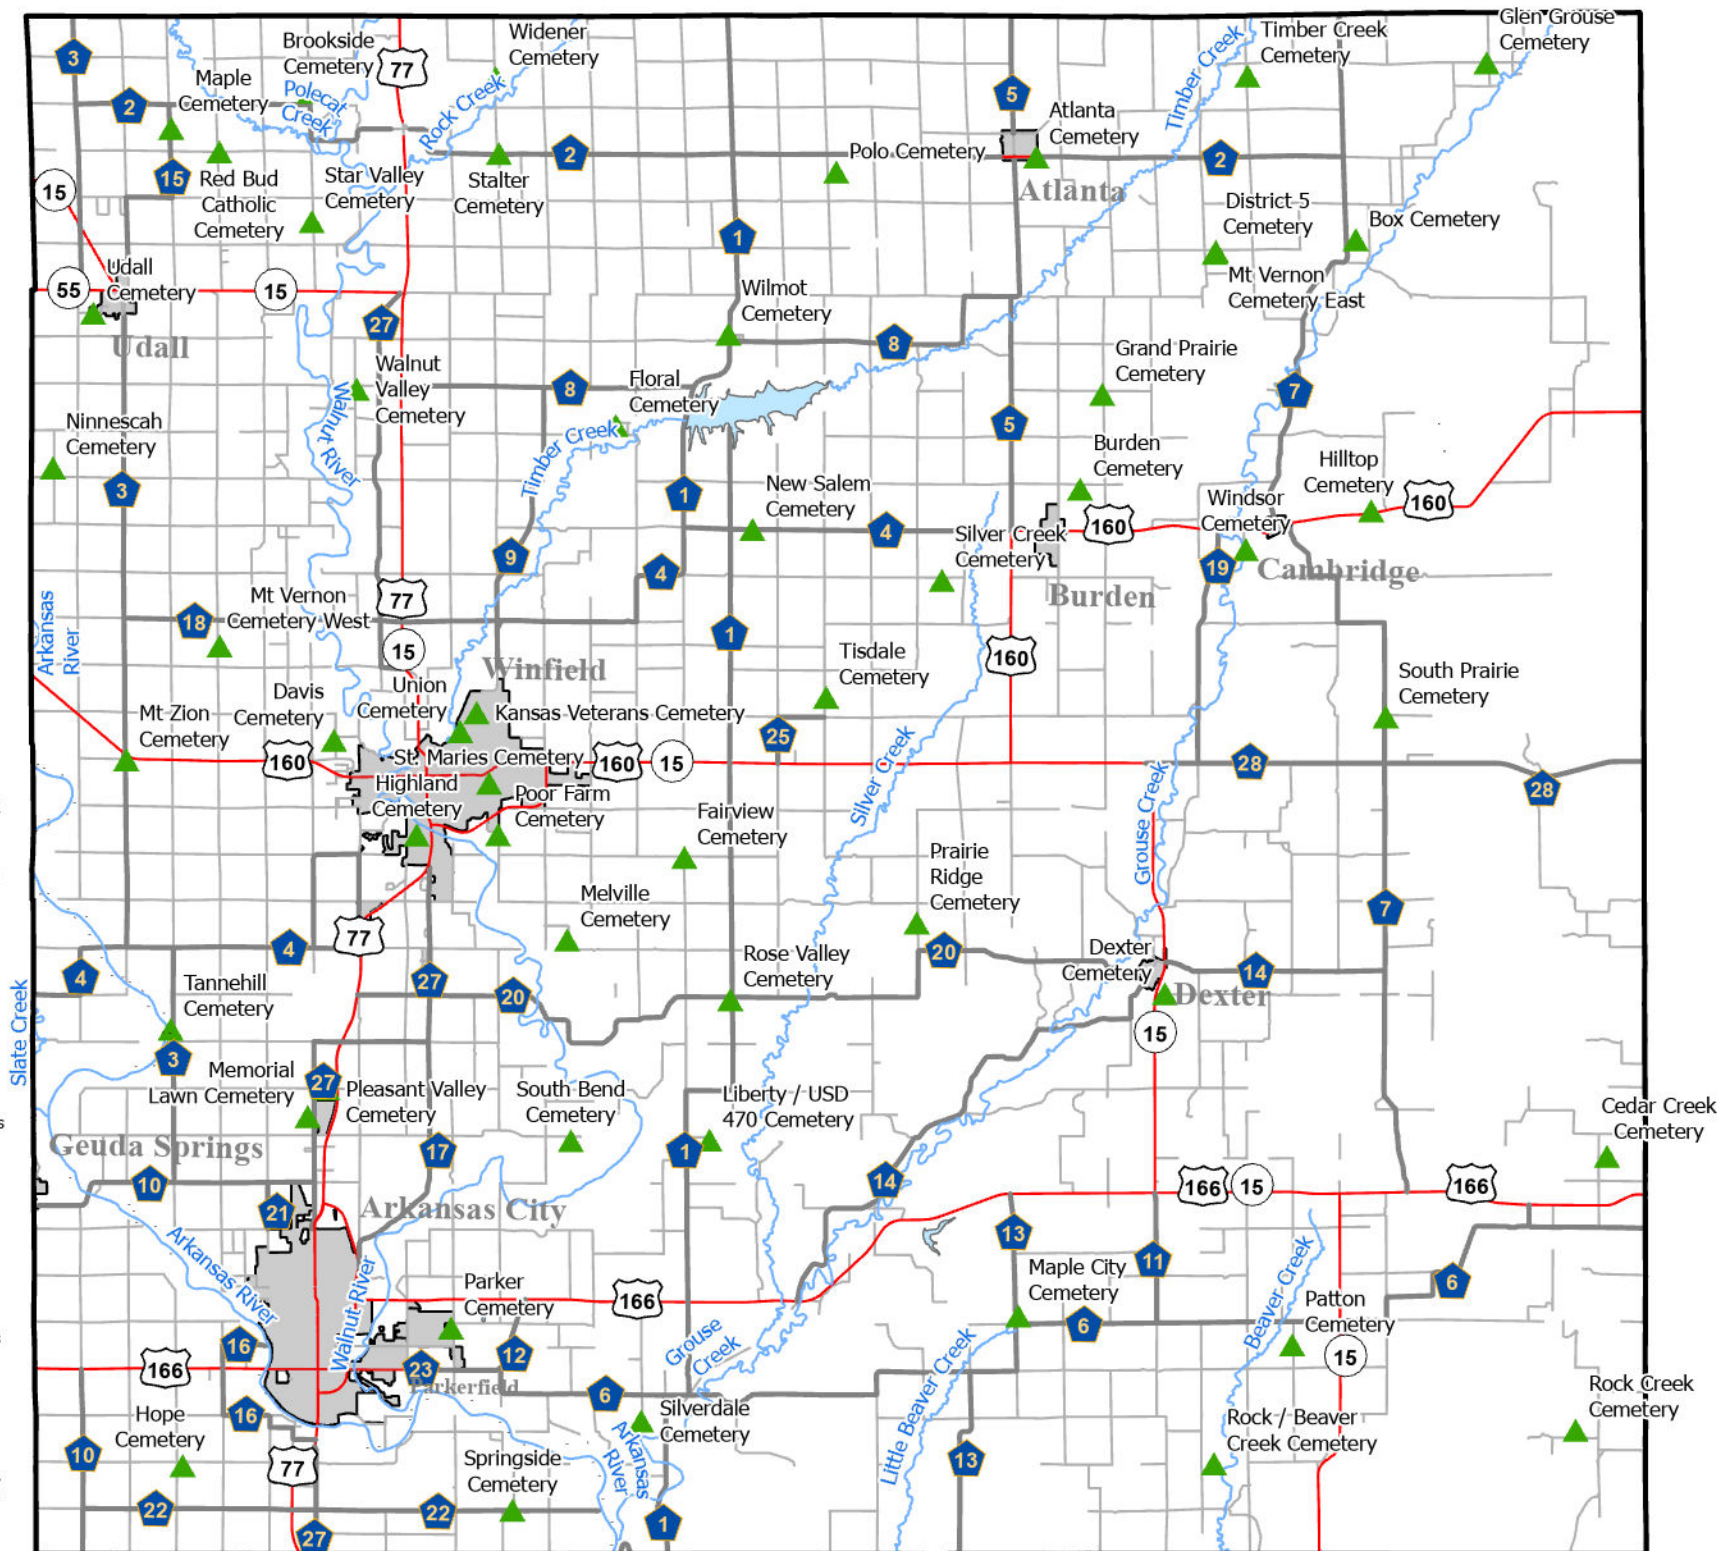 Glen Grouse
Cemetery
Timber Creek
Cemetery
Widener
Cemetery
Brookside
Cemetery
77
3
Maple
Cemetery
Polecat
Creek
Rock Creek
Timber Creek
5
2
Atlanta
Cemetery
2
Polo Cemetery
2
Atlanta
15
15
Red Bud
Catholic
Cemetery
Star Valley
Cemetery
Stalter
Cemetery
District 5
Cemetery
Box Cemetery
1
Udall
Cemetery
55
15
Mt Vernon
Cemetery East
Wilmot
Cemetery
27
Udall
8
Grand Prairie
Cemetery
Walnut
Valley
Cemetery
8
Floral
Cemetery
7
Walnut River
Ninnescah
Cemetery
5
Timber Creek
Burden
Cemetery
Hilltop
Cemetery
3
1
New Salem
Cemetery
Windsor
Cemetery
160
160
4
Silver Creek
Cemetery
9
4
19
Cambridge
Burden
77
Mt Vernon
Cemetery West
18
Arkansas
River
1
15
160
Winfield
Tisdale
Cemetery
South Prairie
Cemetery
Union
Cemetery
Davis
Cemetery
Kansas Veterans Cemetery
Mt Zion
Cemetery
25
St. Maries Cemetery
160
160
15
28
28
Silver Creek
Highland
Cemetery
Poor Farm
Cemetery
Grouse Creek
Fairview
Cemetery
Prairie
Ridge
Cemetery
Melville
Cemetery
7
77
4
4
Rose Valley
Cemetery
20
Dexter
Cemetery
14
27
20
Tannehill
Cemetery
Dexter
15
Slate Creek
3
Memorial
Lawn Cemetery
27
Pleasant Valley
Cemetery
South Bend
Cemetery
Liberty / USD
470 Cemetery
Cedar Creek
Cemetery
Geuda Springs
17
1
10
14
166
15
166
21
Arkansas City
13
Arkansas River
11
Maple City
Cemetery
Beaver Creek
6
Walnut River
Parker
Cemetery
166
Patton
Cemetery
6
16
Grouse
Creek
15
166
23
12
Parkerfield
6
Little Beaver Creek
Rock Creek
Cemetery
Hope
Cemetery
16
Silverdale
Cemetery
Rock / Beaver
Creek Cemetery
Arkansas
River
10
77
Springside
Cemetery
13
22
22
1
27